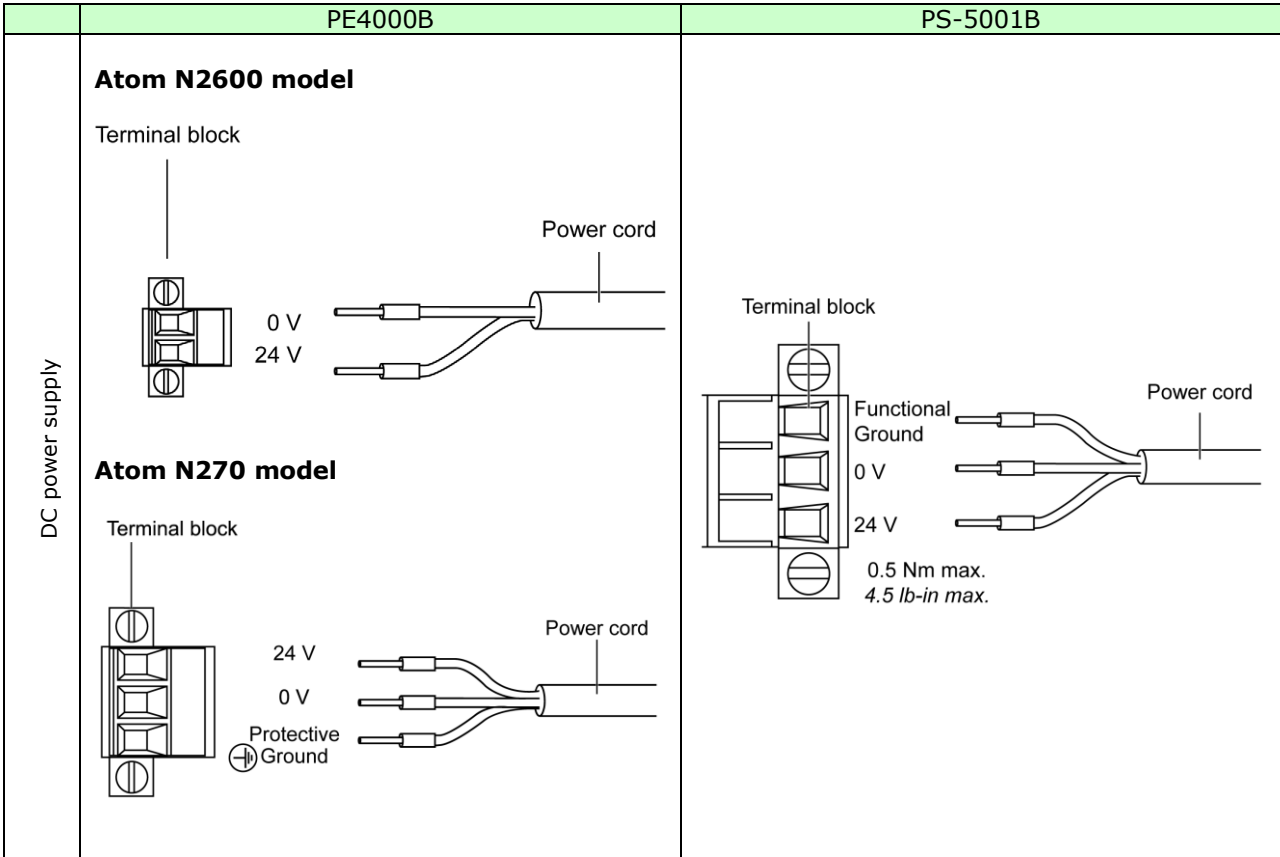 PE4000B
PS-5001B
DC power supply
Atom N2600 model
Terminal block
Power cord
0 V
24 V
Atom N270 model
Terminal block
Power cord
24 V
0 V
Protective
Ground
Terminal block
Power cord
Functional
Ground
0 V
24 V
0.5 Nm max.
4.5 lb-in max.